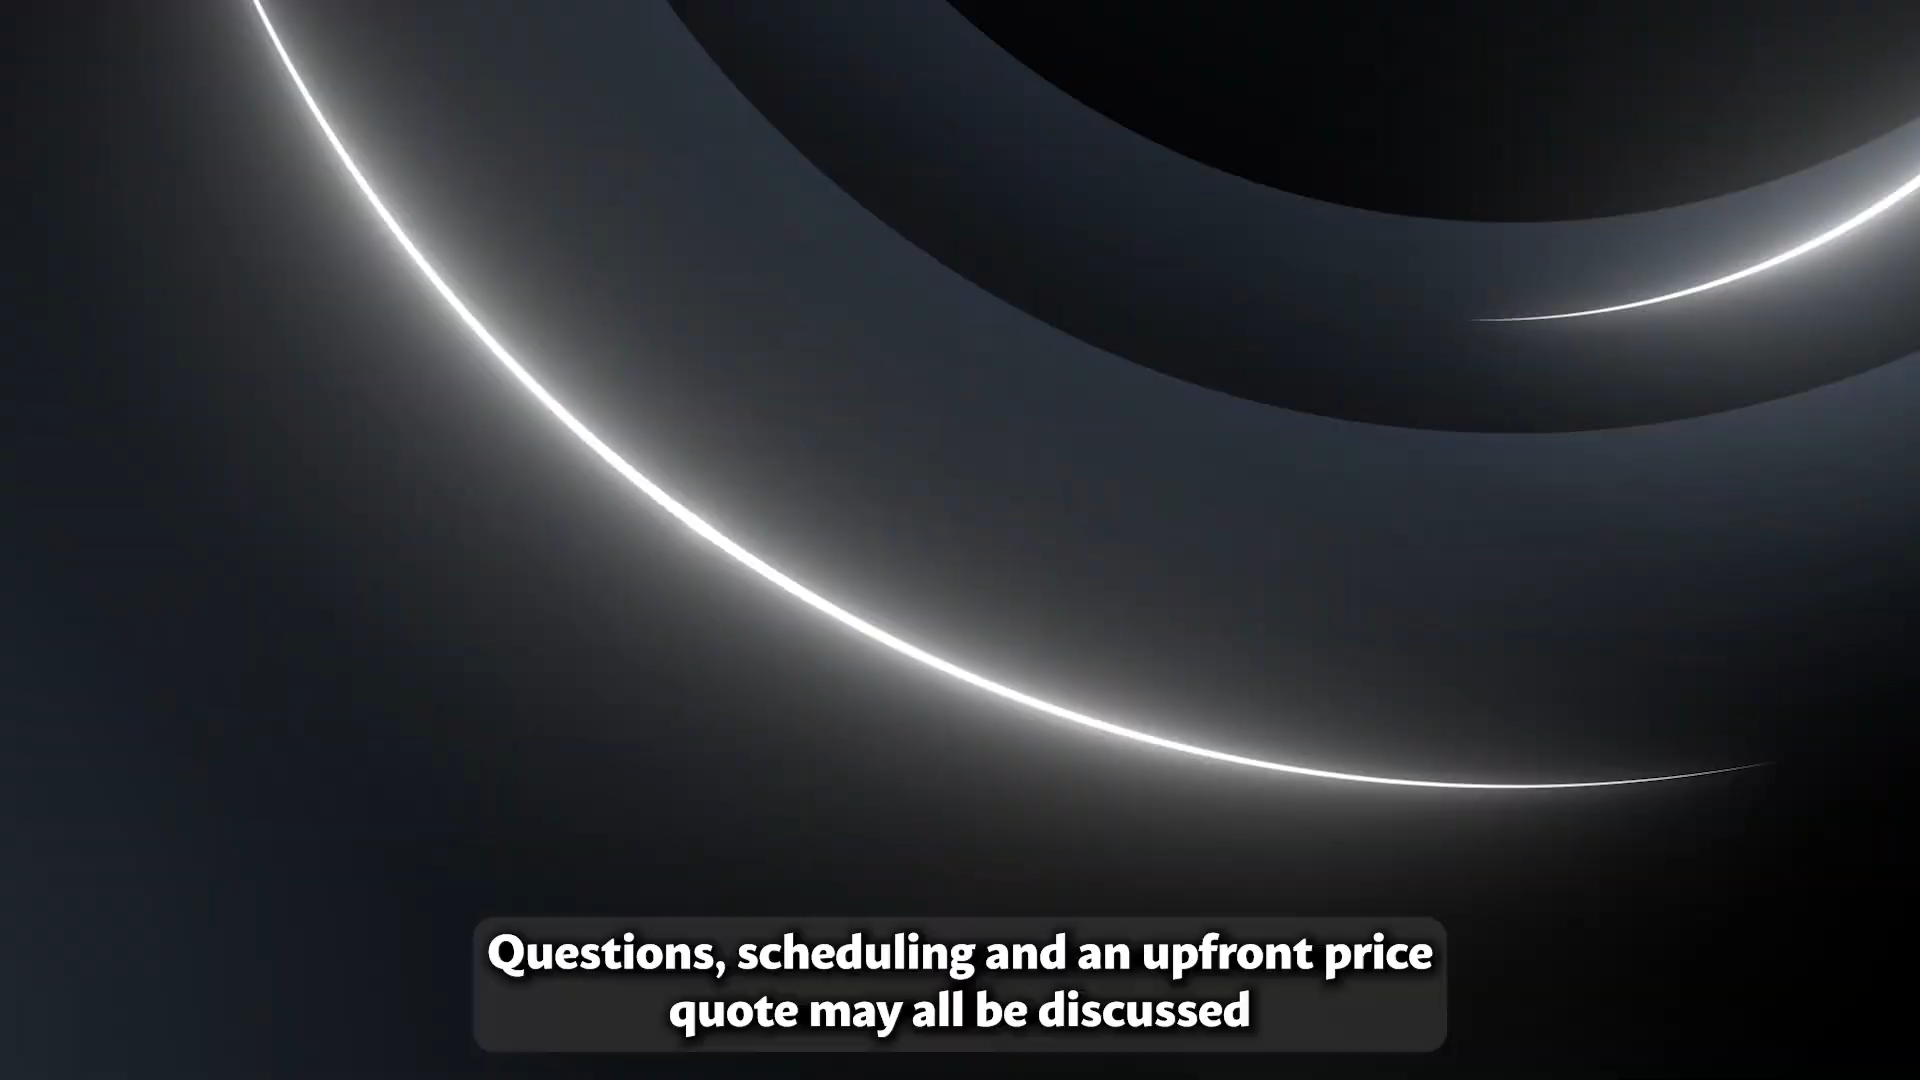 Questions, scheduling and an upfront price
quote may all be discussed